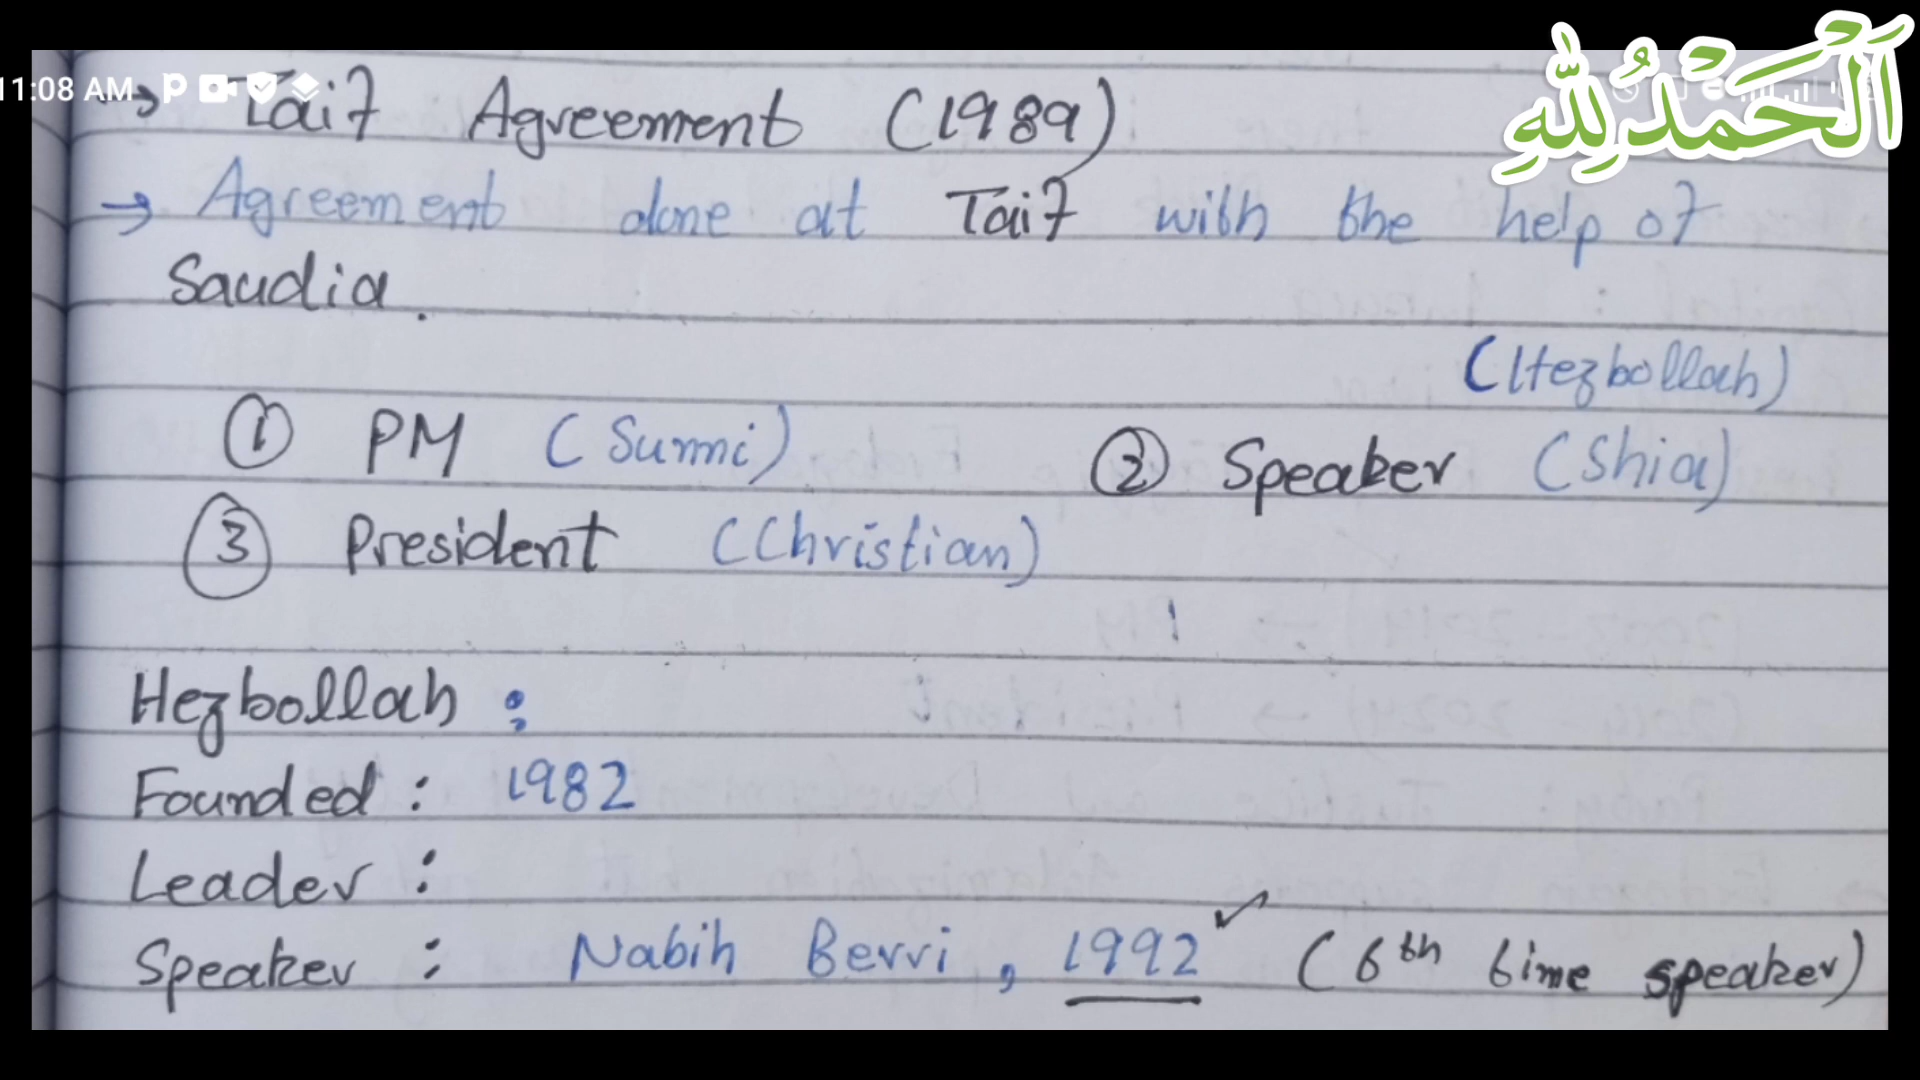 11:08 AM
اَلْحَمْدُ لِلّٰهِ
→ Taif Agreement (1989)
→ Agreement done at Taif with the help of
Saudia.
(Hezbollah)
① PM (Sunni) ② Speaker (Shia)
③ President (Christian)
Hezbollah :
Founded : 1982
Leader :
Speaker : Nabih Berri, 1992 ✓ (6th time speaker)